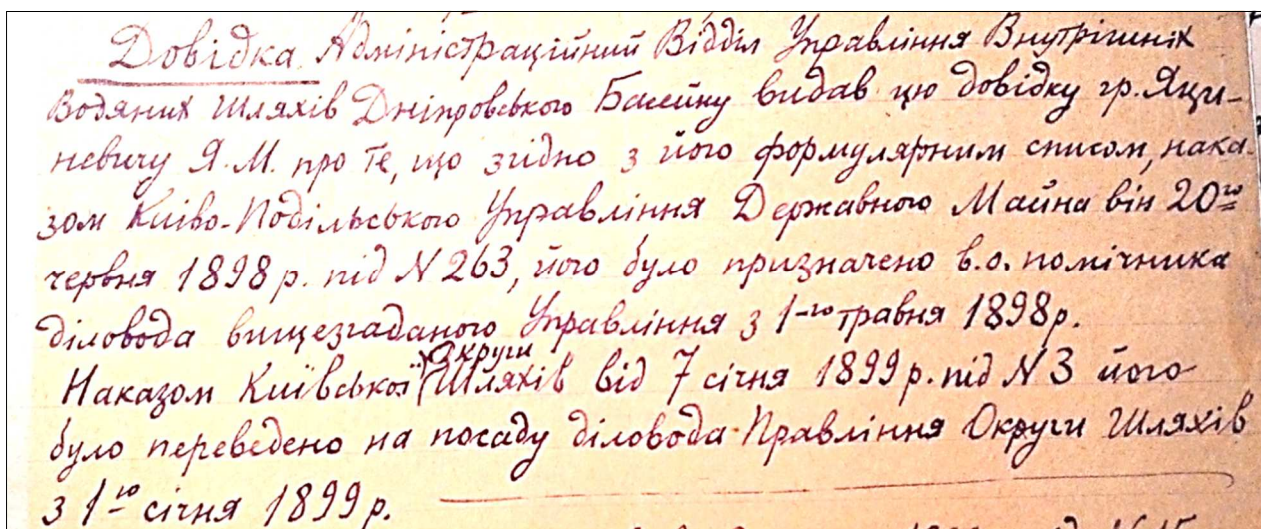 Довідка. Адміністраційний Відділ Управління Внутрішніх
Водяних Шляхів Дніпровського Басейну видав цю довідку гр. Яци-
невичу Я. М. про те, що згідно з його формулярним списом, нака-
зом Київо-Подільського Управління Державного Майна він 20го
червня 1898 р. під N 263, його було призначено в.о. помічника
діловода вищезгаданого Управління з 1-го травня 1898 р.
Наказом Київської Округи Шляхів від 7 січня 1899 р. під N 3 його
було переведено на посаду діловода Правління Округи Шляхів
з 1го січня 1899 р.